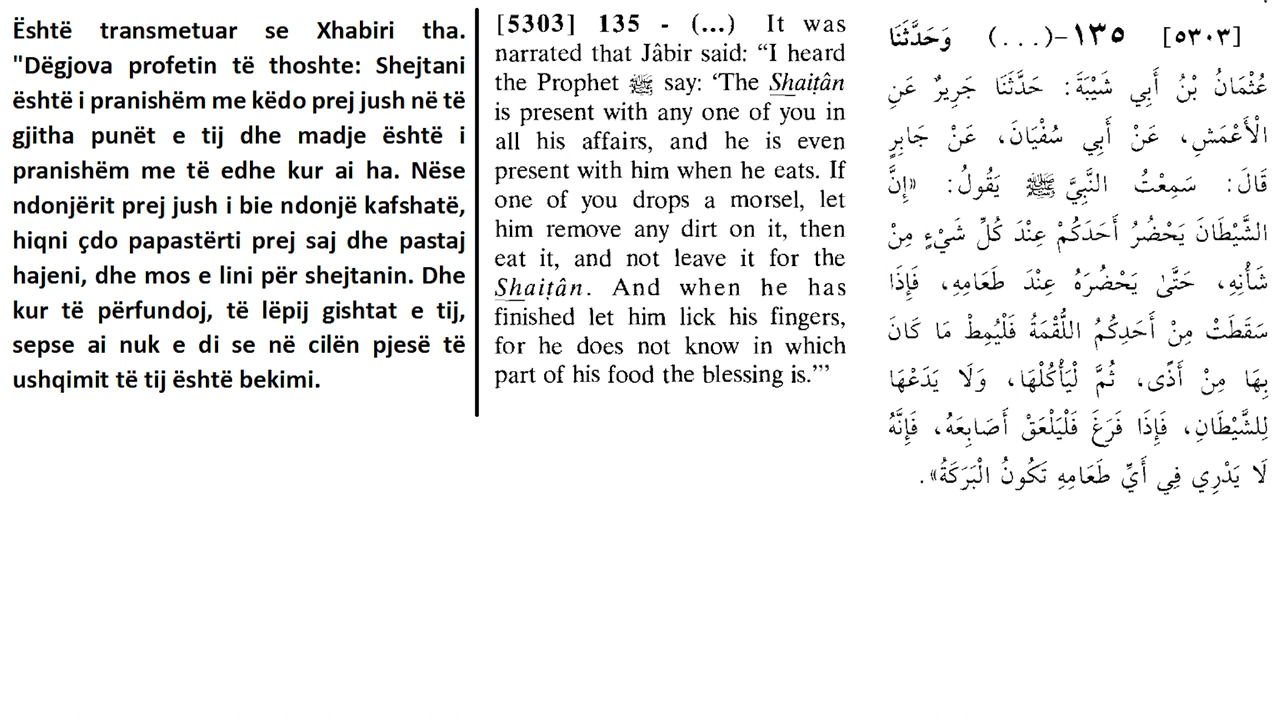 Është transmetuar se Xhabiri tha.
"Dëgjova profetin të thoshte: Shejtani
është i pranishëm me këdo prej jush në të
gjitha punët e tij dhe madje është i
pranishëm me të edhe kur ai ha. Nëse
ndonjërit prej jush i bie ndonjë kafshatë,
hiqni çdo papastërti prej saj dhe pastaj
hajeni, dhe mos e lini për shejtanin. Dhe
kur të përfundoj, të lëpij gishtat e tij,
sepse ai nuk e di se në cilën pjesë të
ushqimit të tij është bekimi.
[5303] 135 - (...) It was
narrated that Jâbir said: “I heard
the Prophet ﷺ say: ‘The Shaiṭân
is present with any one of you in
all his affairs, and he is even
present with him when he eats. If
one of you drops a morsel, let
him remove any dirt on it, then
eat it, and not leave it for the
Shaiṭân. And when he has
finished let him lick his fingers,
for he does not know in which
part of his food the blessing is.’”
[٥٣٠٣] ١٣٥-(...) وَحَدَّثَنَا
عُثْمَانُ بْنُ أَبِي شَيْبَةَ: حَدَّثَنَا جَرِيرٌ عَنِ
الْأَعْمَشِ، عَنْ أَبِي سُفْيَانَ، عَنْ جَابِرٍ
قَالَ: سَمِعْتُ النَّبِيَّ ﷺ يَقُولُ: «إِنَّ
الشَّيْطَانَ يَحْضُرُ أَحَدَكُمْ عِنْدَ كُلِّ شَيْءٍ مِنْ
شَأْنِهِ، حَتَّىٰ يَحْضُرَهُ عِنْدَ طَعَامِهِ، فَإِذَا
سَقَطَتْ مِنْ أَحَدِكُمُ اللُّقْمَةُ فَلْيُمِطْ مَا كَانَ
بِهَا مِنْ أَذًى، ثُمَّ لْيَأْكُلْهَا، وَلَا يَدَعْهَا
لِلشَّيْطَانِ، فَإِذَا فَرَغَ فَلْيَلْعَقْ أَصَابِعَهُ، فَإِنَّهُ
لَا يَدْرِي فِي أَيِّ طَعَامِهِ تَكُونُ الْبَرَكَةُ».